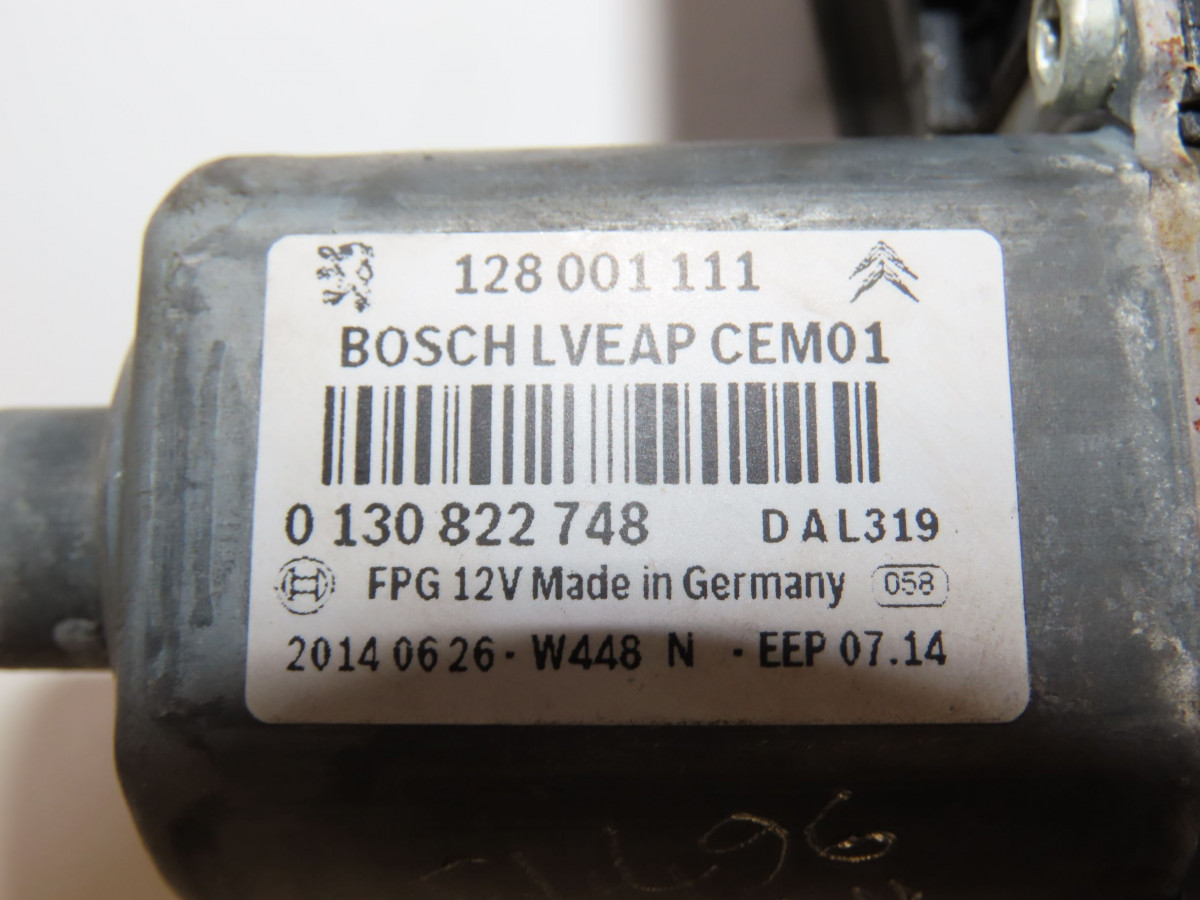 128 001 111
BOSCH LVEAP CEM01
0 130 822 748 DAL319
FPG 12V Made in Germany 058
2014 06 26 - W448 N - EEP 07.14